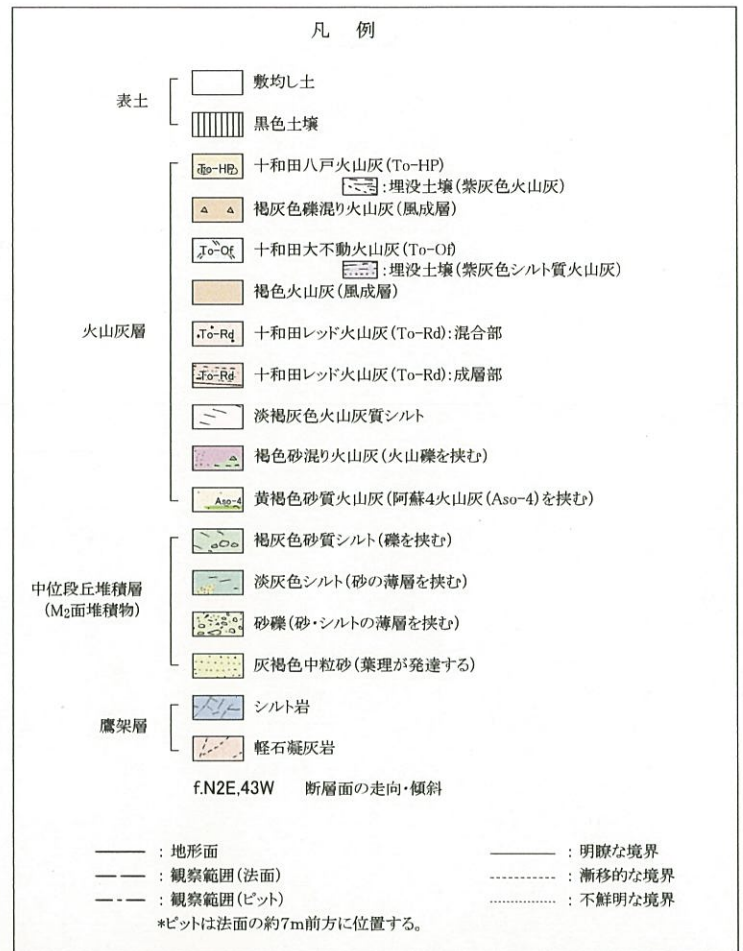 凡 例
表土
敷均し土
黒色土壌
火山灰層
To-HP
十和田八戸火山灰(To-HP)
:埋没土壌(紫灰色火山灰)
褐灰色礫混り火山灰(風成層)
To-Of
十和田大不動火山灰(To-Of)
:埋没土壌(紫灰色シルト質火山灰)
褐色火山灰(風成層)
To-Rd
十和田レッド火山灰(To-Rd):混合部
To-Rd
十和田レッド火山灰(To-Rd):成層部
淡褐灰色火山灰質シルト
褐色砂混り火山灰(火山礫を挟む)
Aso-4
黄褐色砂質火山灰(阿蘇4火山灰(Aso-4)を挟む)
中位段丘堆積層
(M2面堆積物)
褐灰色砂質シルト(礫を挟む)
淡灰色シルト(砂の薄層を挟む)
砂礫(砂・シルトの薄層を挟む)
灰褐色中粒砂(葉理が発達する)
鷹架層
シルト岩
軽石凝灰岩
f.N2E,43W 断層面の走向・傾斜
:地形面
:観察範囲(法面)
:観察範囲(ピット)
*ピットは法面の約7m前方に位置する。
:明瞭な境界
:漸移的な境界
:不鮮明な境界